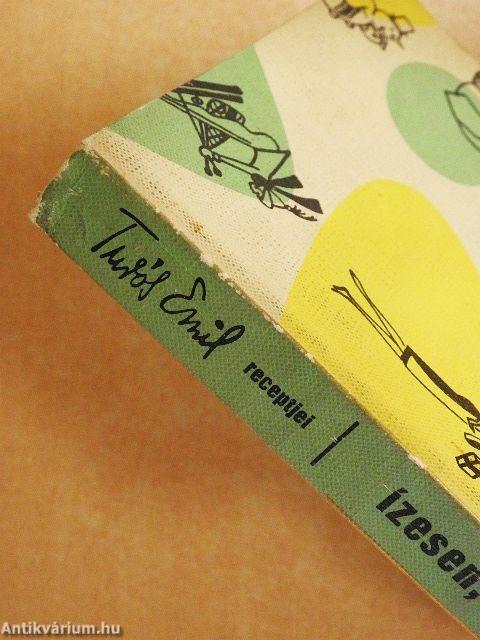 Turós Emil
receptjei
ízesen,
Antikvárium.hu